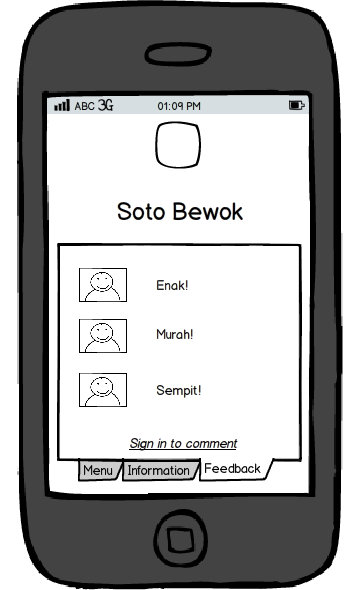 ABC 3G 01:09 PM
Soto Bewok
Enak!
Murah!
Sempit!
Sign in to comment
Menu Information Feedback